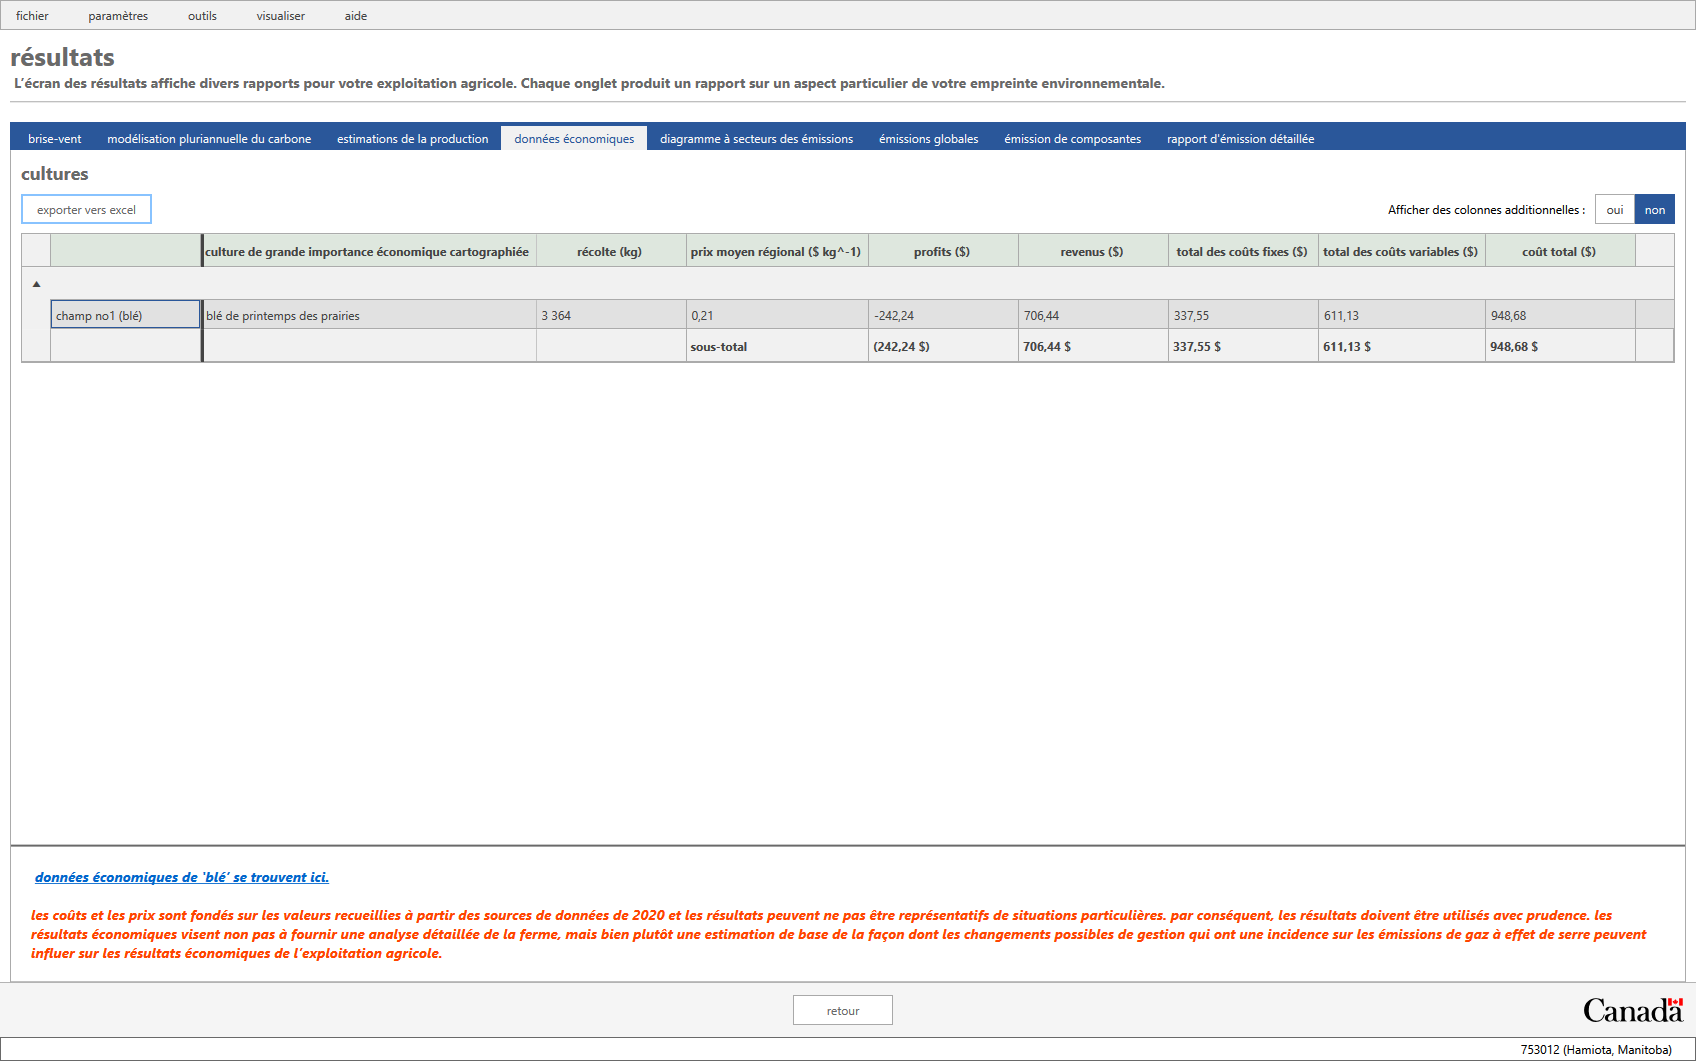 fichier paramètres outils visualiser aide
résultats
L'écran des résultats affiche divers rapports pour votre exploitation agricole. Chaque onglet produit un rapport sur un aspect particulier de votre empreinte environnementale.
brise-vent modélisation pluriannuelle du carbone estimations de la production données économiques diagramme à secteurs des émissions émissions globales émission de composantes rapport d'émission détaillée
cultures
exporter vers excel Afficher des colonnes additionnelles : oui non
culture de grande importance économique cartographiée récolte (kg) prix moyen régional ($ kg^-1) profits ($) revenus ($) total des coûts fixes ($) total des coûts variables ($) coût total ($)
champ no1 (blé) blé de printemps des prairies 3 364 0,21 -242,24 706,44 337,55 611,13 948,68
sous-total (242,24 $) 706,44 $ 337,55 $ 611,13 $ 948,68 $
données économiques de 'blé' se trouvent ici.
les coûts et les prix sont fondés sur les valeurs recueillies à partir des sources de données de 2020 et les résultats peuvent ne pas être représentatifs de situations particulières. par conséquent, les résultats doivent être utilisés avec prudence. les
résultats économiques visent non pas à fournir une analyse détaillée de la ferme, mais bien plutôt une estimation de base de la façon dont les changements possibles de gestion qui ont une incidence sur les émissions de gaz à effet de serre peuvent
influer sur les résultats économiques de l'exploitation agricole.
retour
Canada
753012 (Hamiota, Manitoba)